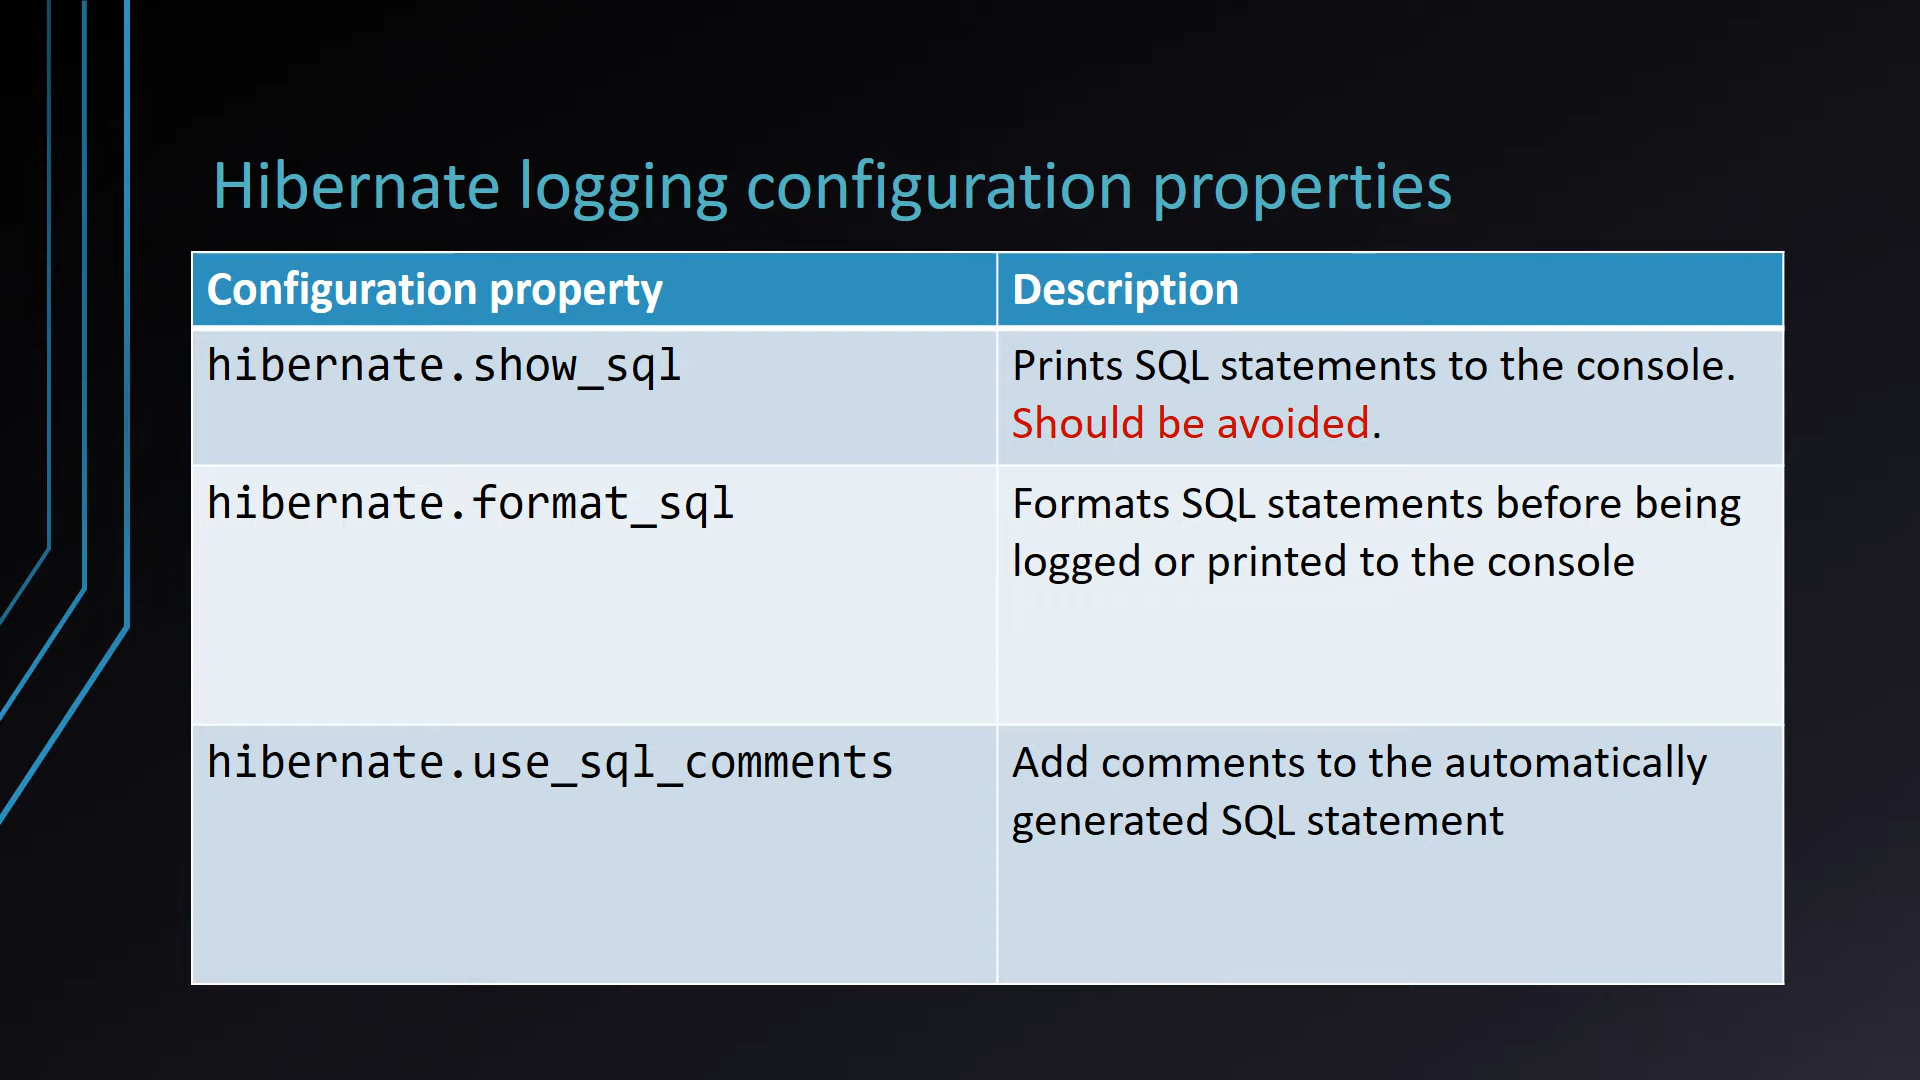 Hibernate logging configuration properties
Configuration property
Description
hibernate.show_sql
Prints SQL statements to the console.
Should be avoided.
hibernate.format_sql
Formats SQL statements before being
logged or printed to the console
hibernate.use_sql_comments
Add comments to the automatically
generated SQL statement